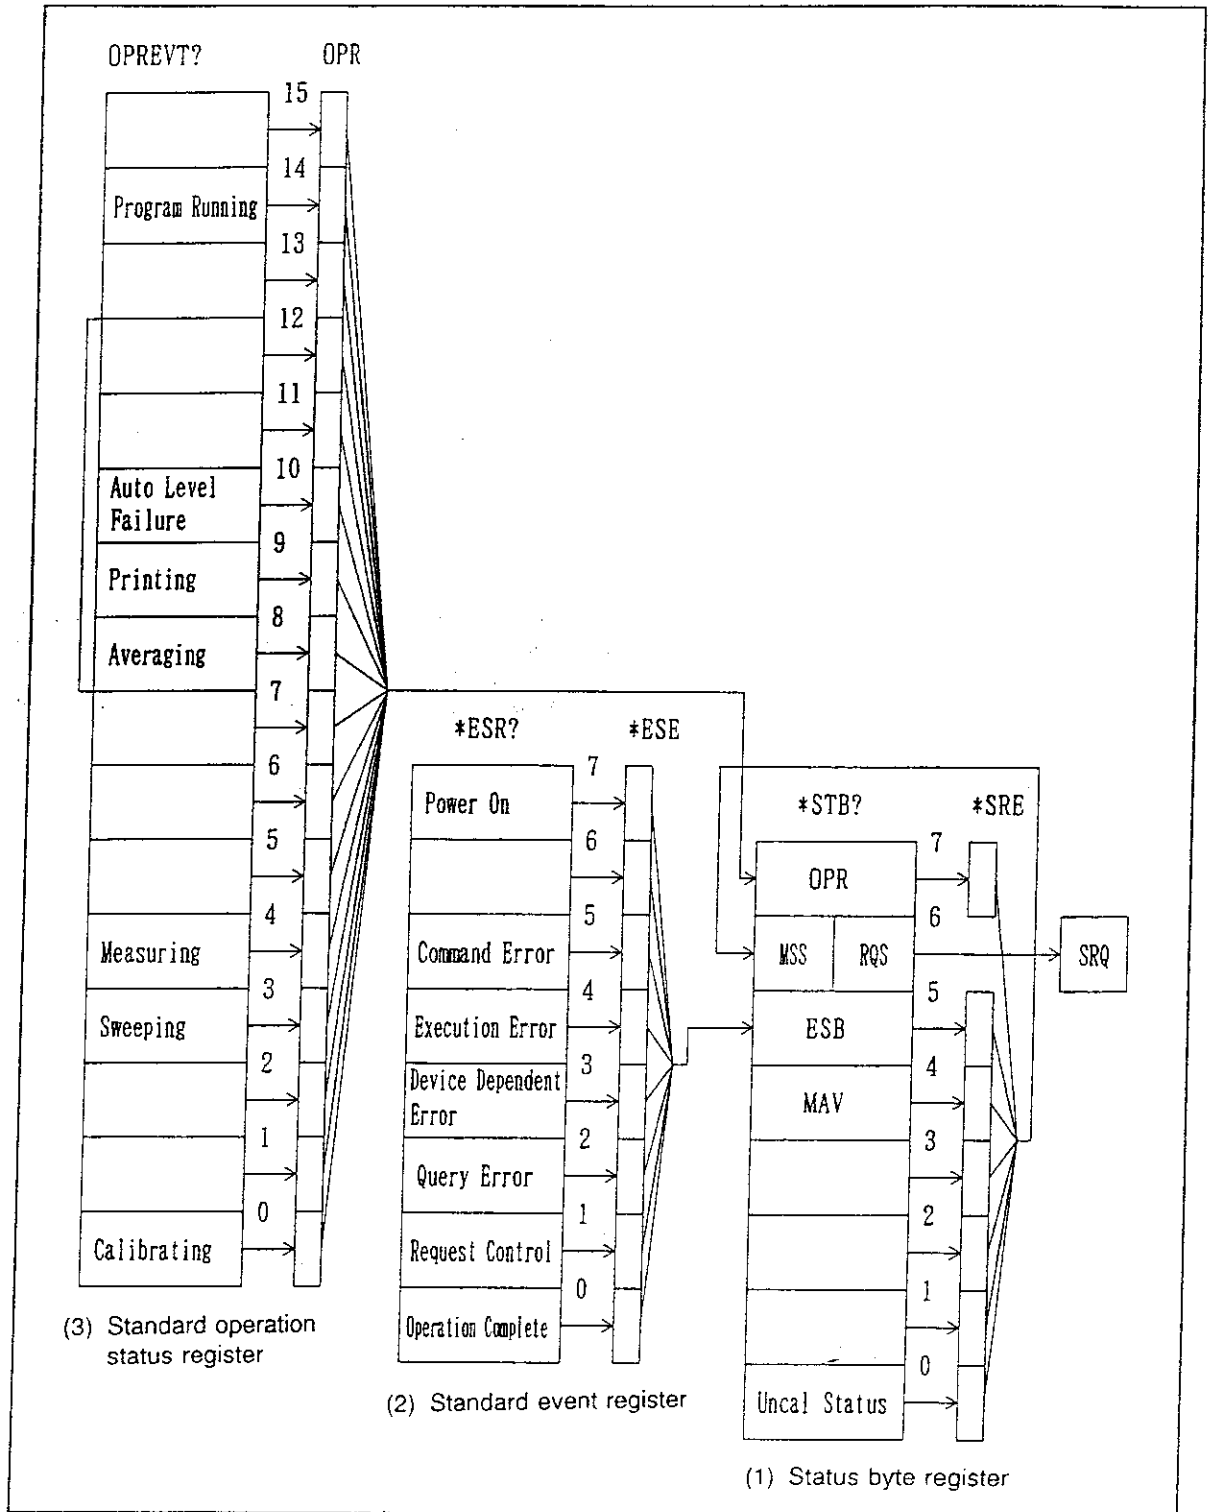 OPREVT? OPR
15
14
Program Running
13
12
11
10
Auto Level
Failure
9
Printing
8
Averaging
7
6
5
4
Measuring
3
Sweeping
2
1
0
Calibrating
(3) Standard operation
status register
*ESR? *ESE
7
Power On
6
5
Command Error
4
Execution Error
3
Device Dependent
Error
2
Query Error
1
Request Control
0
Operation Complete
(2) Standard event register
*STB? *SRE
7
OPR
6
MSS RQS SRQ
5
ESB
4
MAV
3
2
1
0
Uncal Status
(1) Status byte register